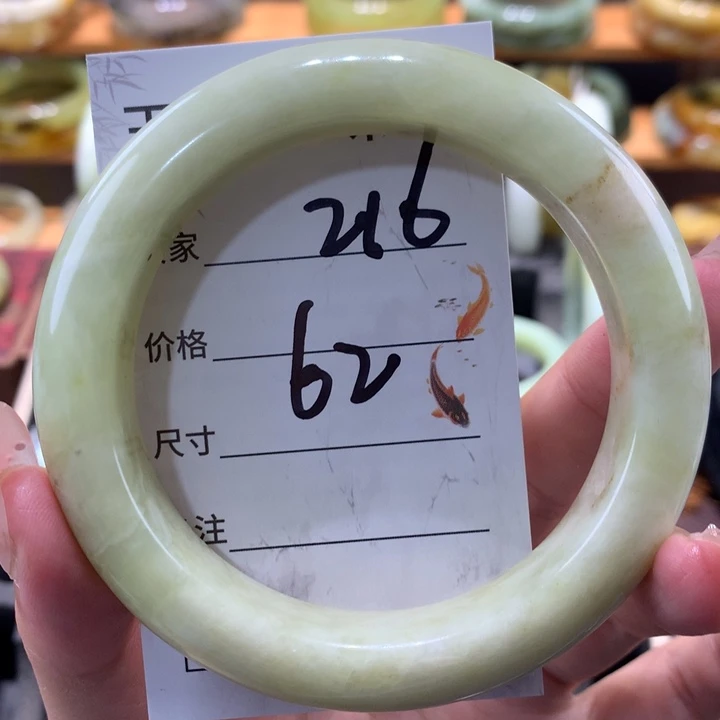 家 216
价格 62
尺寸
注